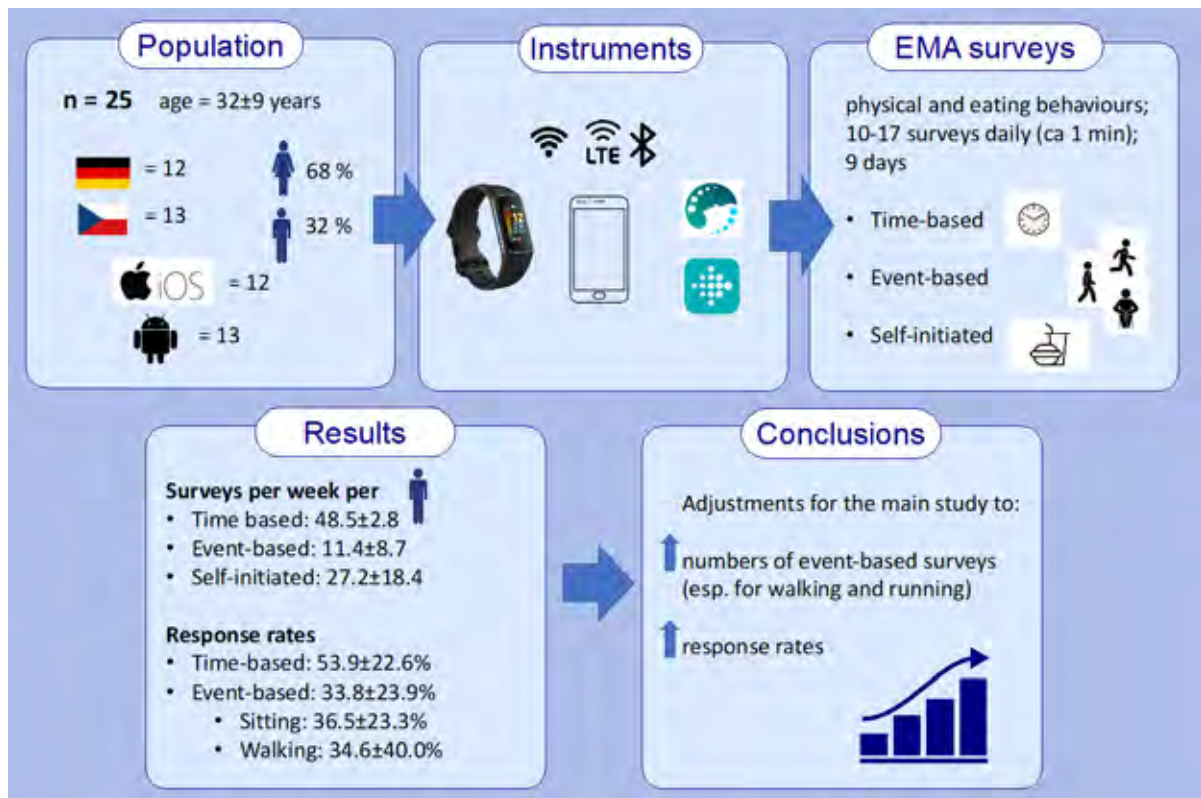 Population
n = 25 age = 32±9 years
= 12
68 %
= 13
32 %
iOS = 12
= 13
Instruments
LTE
EMA surveys
physical and eating behaviours;
10-17 surveys daily (ca 1 min);
9 days
• Time-based
• Event-based
• Self-initiated
Results
Surveys per week per
• Time based: 48.5±2.8
• Event-based: 11.4±8.7
• Self-initiated: 27.2±18.4
Response rates
• Time-based: 53.9±22.6%
• Event-based: 33.8±23.9%
• Sitting: 36.5±23.3%
• Walking: 34.6±40.0%
Conclusions
Adjustments for the main study to:
numbers of event-based surveys
(esp. for walking and running)
response rates